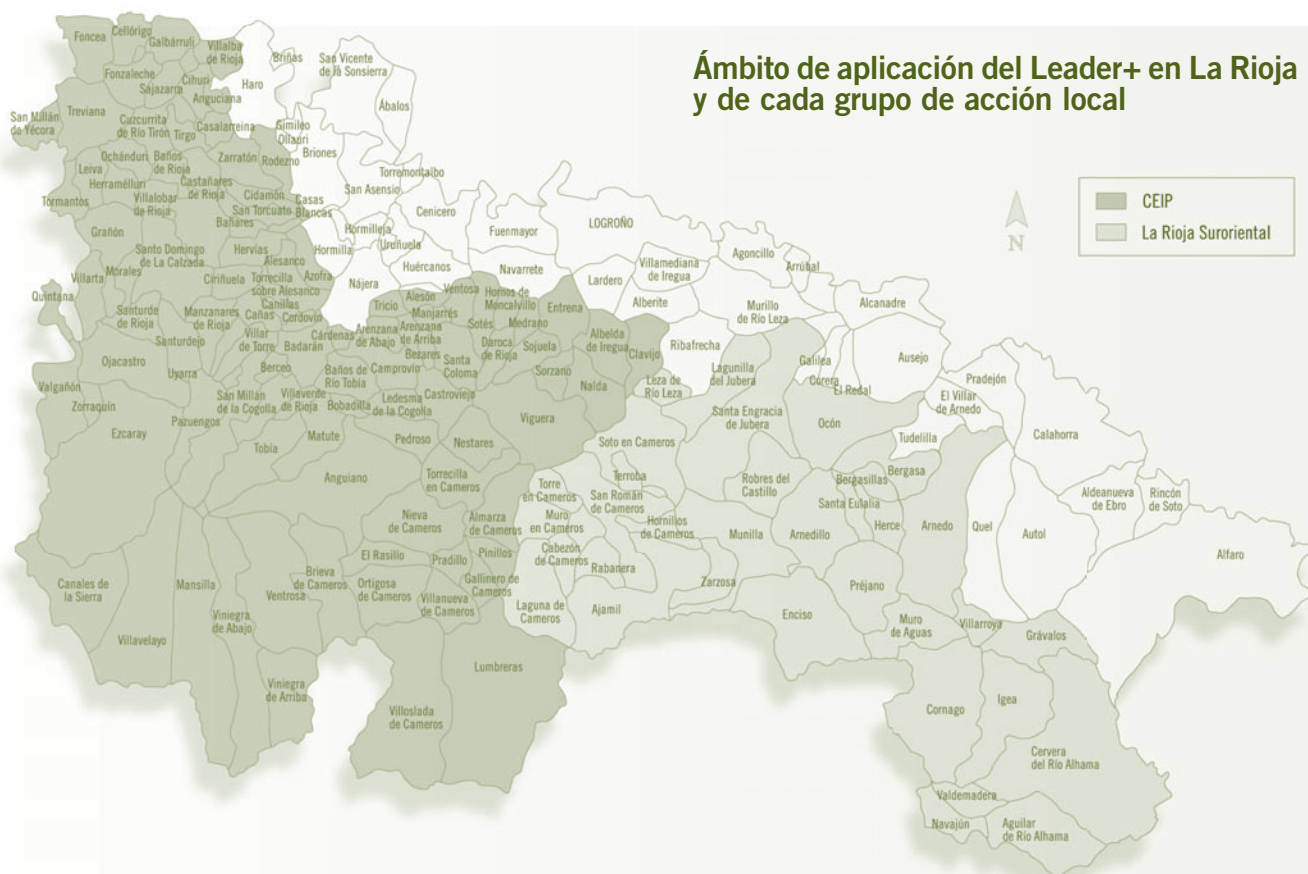 Ámbito de aplicación del Leader+ en La Rioja
y de cada grupo de acción local
CEIP
La Rioja Suroriental
N
Foncea
Cellórigo
Galbárruli
Villalba
de Rioja
Briñas
San Vicente
de la Sonsierra
Fonzaleche
Sajazarra
Cihuri
Haro
Anguciana
Ábalos
San Millán
de Yécora
Treviana
Cuzcurrita
de Río Tirón
Tirgo
Casalarreina
Gimileo
Ollauri
Briones
Ochánduri
Baños
de Rioja
Zarratón
Rodezno
Leiva
Herramélluri
Castañares
de Rioja
Torremontalbo
San Asensio
Tormantos
Villalobar
de Rioja
Cidamón
San Torcuato
Casas
Blancas
Bañares
Cenicero
Grañón
Hormilleja
Fuenmayor
LOGROÑO
Uruñuela
Hormilla
Santo Domingo
de La Calzada
Hervías
Alesanco
Azofra
Huércanos
Navarrete
Lardero
Villamediana
de Iregua
Agoncillo
Arrúbal
Villarta
Morales
Ciriñuela
Torrecilla
sobre Alesanco
Nájera
Quintana
Canillas
Cañas
Cordovín
Tricio
Alesón
Ventosa
Hornos de
Moncalvillo
Entrena
Alberite
Murillo
de Río Leza
Alcanadre
Santurde
de Rioja
Manzanares
de Rioja
Manjarrés
Santurdejo
Villar
de Torre
Badarán
Cárdenas
Arenzana
de Abajo
Arenzana
de Arriba
Sotés
Medrano
Daroca
de Rioja
Sojuela
Albelda
de Iregua
Clavijo
Ribafrecha
Ausejo
Ojacastro
Uyarra
Berceo
Baños de
Río Tobía
Camprovín
Bezares
Santa
Coloma
Sorzano
Nalda
Leza de
Río Leza
Lagunilla
del Jubera
Galilea
Corera
El Redal
Pradejón
Valgañón
Zorraquín
San Millán
de la Cogolla
Villaverde
de Rioja
Bobadilla
Ledesma
de la Cogolla
Castroviejo
El Villar
de Arnedo
Ezcaray
Pazuengos
Viguera
Santa Engracia
de Jubera
Ocón
Tudelilla
Calahorra
Tobía
Matute
Pedroso
Nestares
Soto en Cameros
Anguiano
Torrecilla
en Cameros
Torre
en Cameros
Terroba
San Román
de Cameros
Robres del
Castillo
Bergasillas
Bergasa
Aldeanueva
de Ebro
Rincón
de Soto
Nieva
de Cameros
Almarza
de Cameros
Muro
en Cameros
Hornillos
de Cameros
Santa Eulalia
Herce
Arnedo
Quel
Autol
Munilla
Arnedillo
Alfaro
El Rasillo
Pradillo
Pinillos
Cabezón
de Cameros
Rabanera
Canales de
la Sierra
Mansilla
Brieva
de Cameros
Ortigosa
de Cameros
Gallinero de
Cameros
Zarzosa
Préjano
Ventrosa
Villanueva
de Cameros
Laguna de
Cameros
Ajamil
Enciso
Villavelayo
Viniegra
de Abajo
Muro
de Aguas
Villarroya
Grávalos
Lumbreras
Viniegra
de Arriba
Villoslada
de Cameros
Cornago
Igea
Cervera
del Río Alhama
Valdemadera
Navajún
Aguilar
de Río Alhama